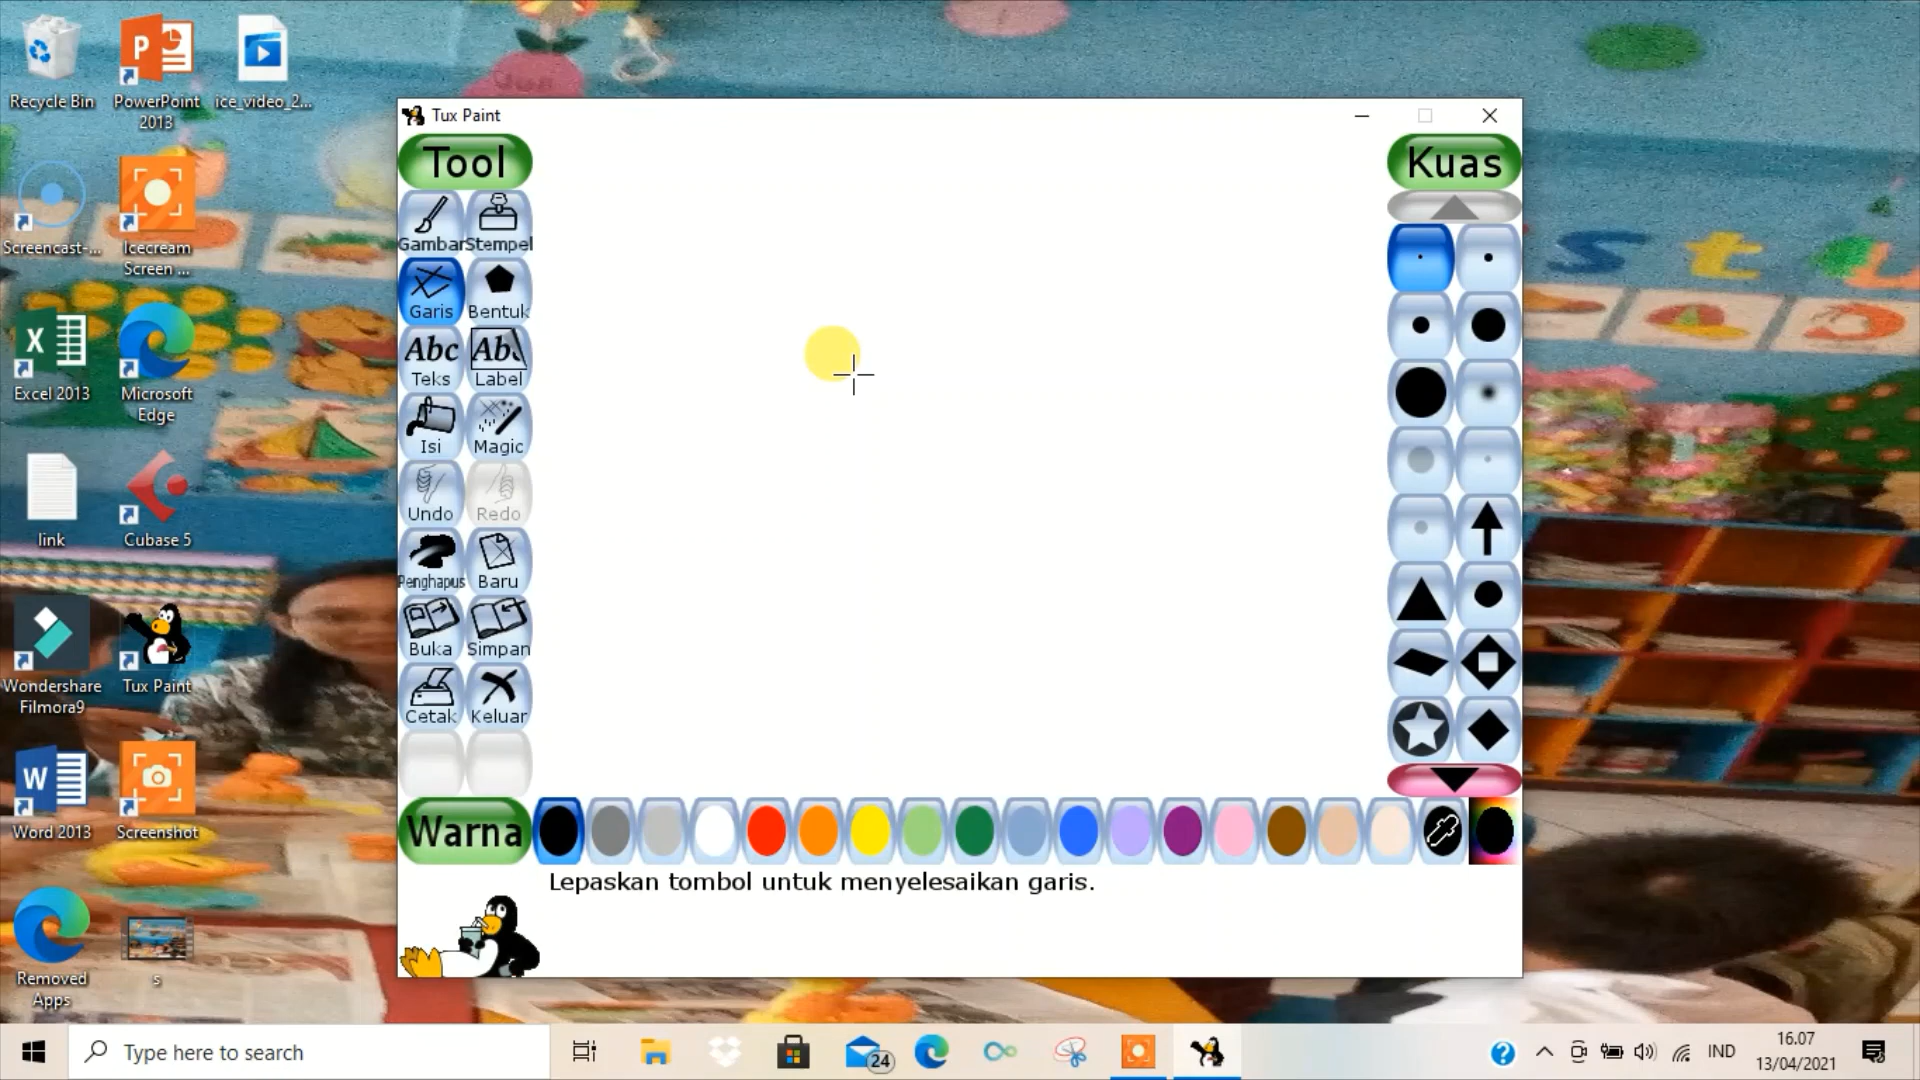 Recycle Bin
PowerPoint 2013
ice_video_2...
Screencast-...
Icecream Screen ...
Excel 2013
Microsoft Edge
link
Cubase 5
Wondershare Filmora9
Tux Paint
Word 2013
Screenshot
Removed Apps
s
Tux Paint
Tool
Gambar
Stempel
Garis
Bentuk
Abc
Teks
Label
Isi
Magic
Undo
Redo
Penghapus
Baru
Buka
Simpan
Cetak
Keluar
Kuas
Warna
Lepaskan tombol untuk menyelesaikan garis.
Type here to search
24
IND
16.07
13/04/2021